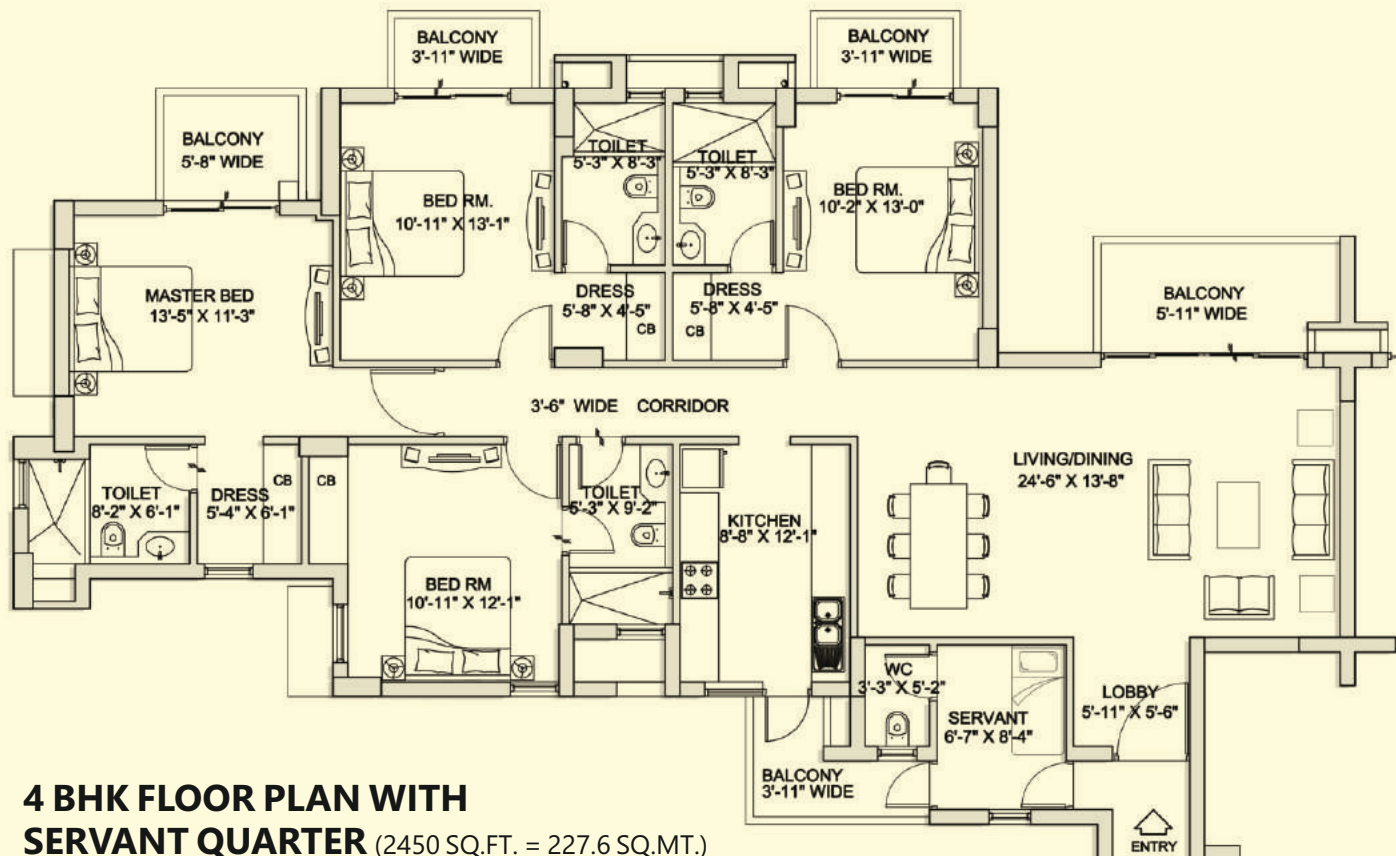 BALCONY
3'-11" WIDE
BALCONY
3'-11" WIDE
BALCONY
5'-8" WIDE
TOILET
5'-3" X 8'-3"
TOILET
5'-3" X 8'-3"
BED RM.
10'-11" X 13'-1"
BED RM.
10'-2" X 13'-0"
MASTER BED
13'-5" X 11'-3"
DRESS
5'-8" X 4'-5"
CB
DRESS
5'-8" X 4'-5"
CB
BALCONY
5'-11" WIDE
3'-6" WIDE CORRIDOR
TOILET
8'-2" X 6'-1"
DRESS
5'-4" X 6'-1"
CB
CB
TOILET
5'-3" X 9'-2"
KITCHEN
8'-8" X 12'-1"
LIVING/DINING
24'-6" X 13'-8"
BED RM
10'-11" X 12'-1"
WC
3'-3" X 5'-2"
SERVANT
6'-7" X 8'-4"
LOBBY
5'-11" X 5'-6"
BALCONY
3'-11" WIDE
ENTRY
4 BHK FLOOR PLAN WITH
SERVANT QUARTER (2450 SQ.FT. = 227.6 SQ.MT.)